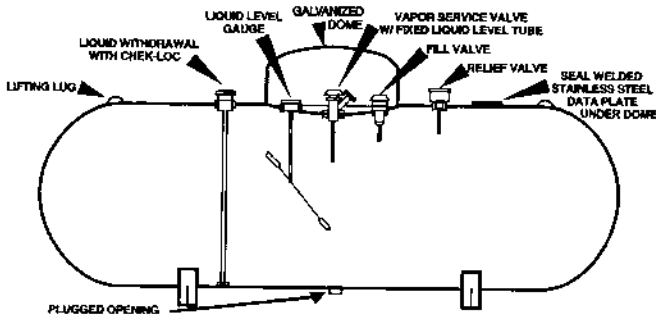 LIQUID WITHDRAWAL
WITH CHEK-LOC
LIQUID LEVEL
GAUGE
GALVANIZED
DOME
VAPOR SERVICE VALVE
W/ FIXED LIQUID LEVEL TUBE
FILL VALVE
RELIEF VALVE
LIFTING LUG
SEAL WELDED
STAINLESS STEEL
DATA PLATE
UNDER DOME
PLUGGED OPENING